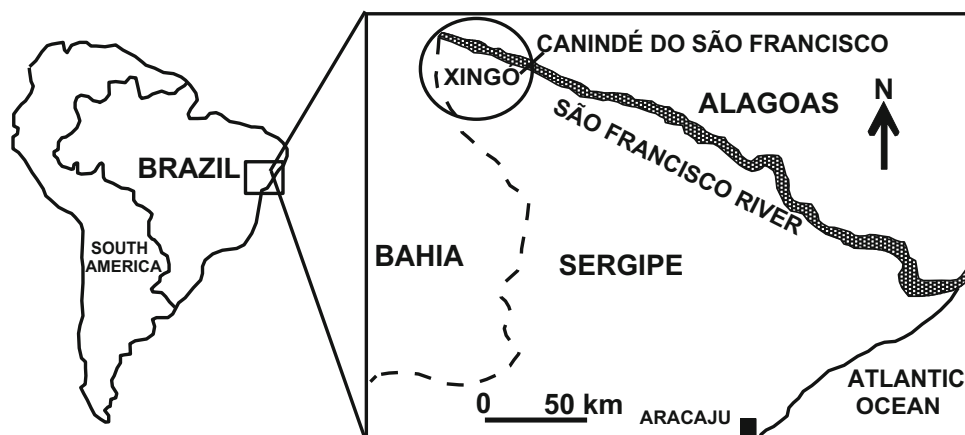 BRAZIL
SOUTH
AMERICA
CANINDÉ DO SÃO FRANCISCO
XINGÓ
ALAGOAS
N
SÃO FRANCISCO RIVER
BAHIA
SERGIPE
0 50 km
ARACAJU
ATLANTIC
OCEAN